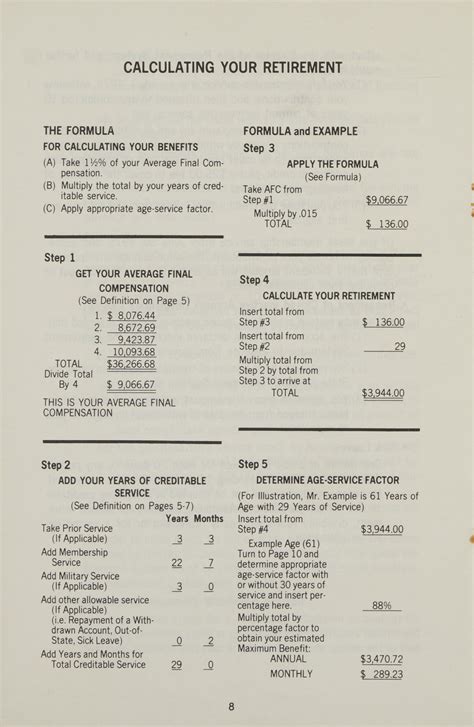 CALCULATING YOUR RETIREMENT
THE FORMULA
FOR CALCULATING YOUR BENEFITS
(A) Take 1½% of your Average Final Com-
pensation.
(B) Multiply the total by your years of cred-
itable service.
(C) Apply appropriate age-service factor.
Step 1
GET YOUR AVERAGE FINAL
COMPENSATION
(See Definition on Page 5)
1. $ 8,076.44
2. 8,672.69
3. 9,423.87
4. 10,093.68
TOTAL $36,266.68
Divide Total
By 4 $ 9,066.67
THIS IS YOUR AVERAGE FINAL
COMPENSATION
Step 2
ADD YOUR YEARS OF CREDITABLE
SERVICE
(See Definition on Pages 5-7)
Years Months
Take Prior Service
(If Applicable) 3 3
Add Membership
Service 22 7
Add Military Service
(If Applicable) 3 0
Add other allowable service
(If Applicable)
(i.e. Repayment of a With-
drawn Account, Out-of-
State, Sick Leave) 0 2
Add Years and Months for
Total Creditable Service 29 0
FORMULA and EXAMPLE
Step 3
APPLY THE FORMULA
(See Formula)
Take AFC from
Step #1 $9,066.67
Multiply by .015
TOTAL $ 136.00
Step 4
CALCULATE YOUR RETIREMENT
Insert total from
Step #3 $ 136.00
Insert total from
Step #2 29
Multiply total from
Step 2 by total from
Step 3 to arrive at
TOTAL $3,944.00
Step 5
DETERMINE AGE-SERVICE FACTOR
(For Illustration, Mr. Example is 61 Years of
Age with 29 Years of Service)
Insert total from
Step #4 $3,944.00
Example Age (61)
Turn to Page 10 and
determine appropriate
age-service factor with
or without 30 years of
service and insert per-
centage here. 88%
Multiply total by
percentage factor to
obtain your estimated
Maximum Benefit:
ANNUAL $3,470.72
MONTHLY $ 289.23
8